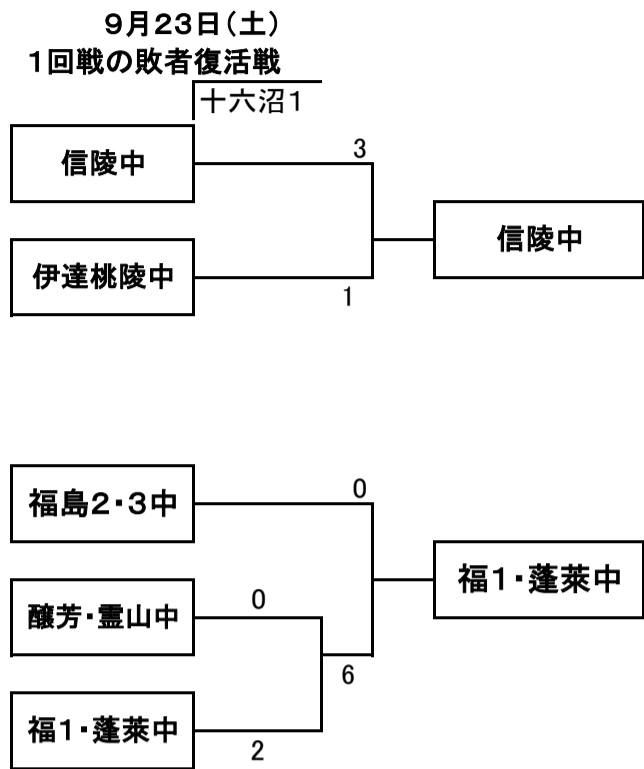 9月23日(土)
1回戦の敗者復活戦
十六沼1
信陵中
3
信陵中
伊達桃陵中
1
福島2・3中
0
福1・蓬萊中
醸芳・霊山中
0
6
福1・蓬萊中
2